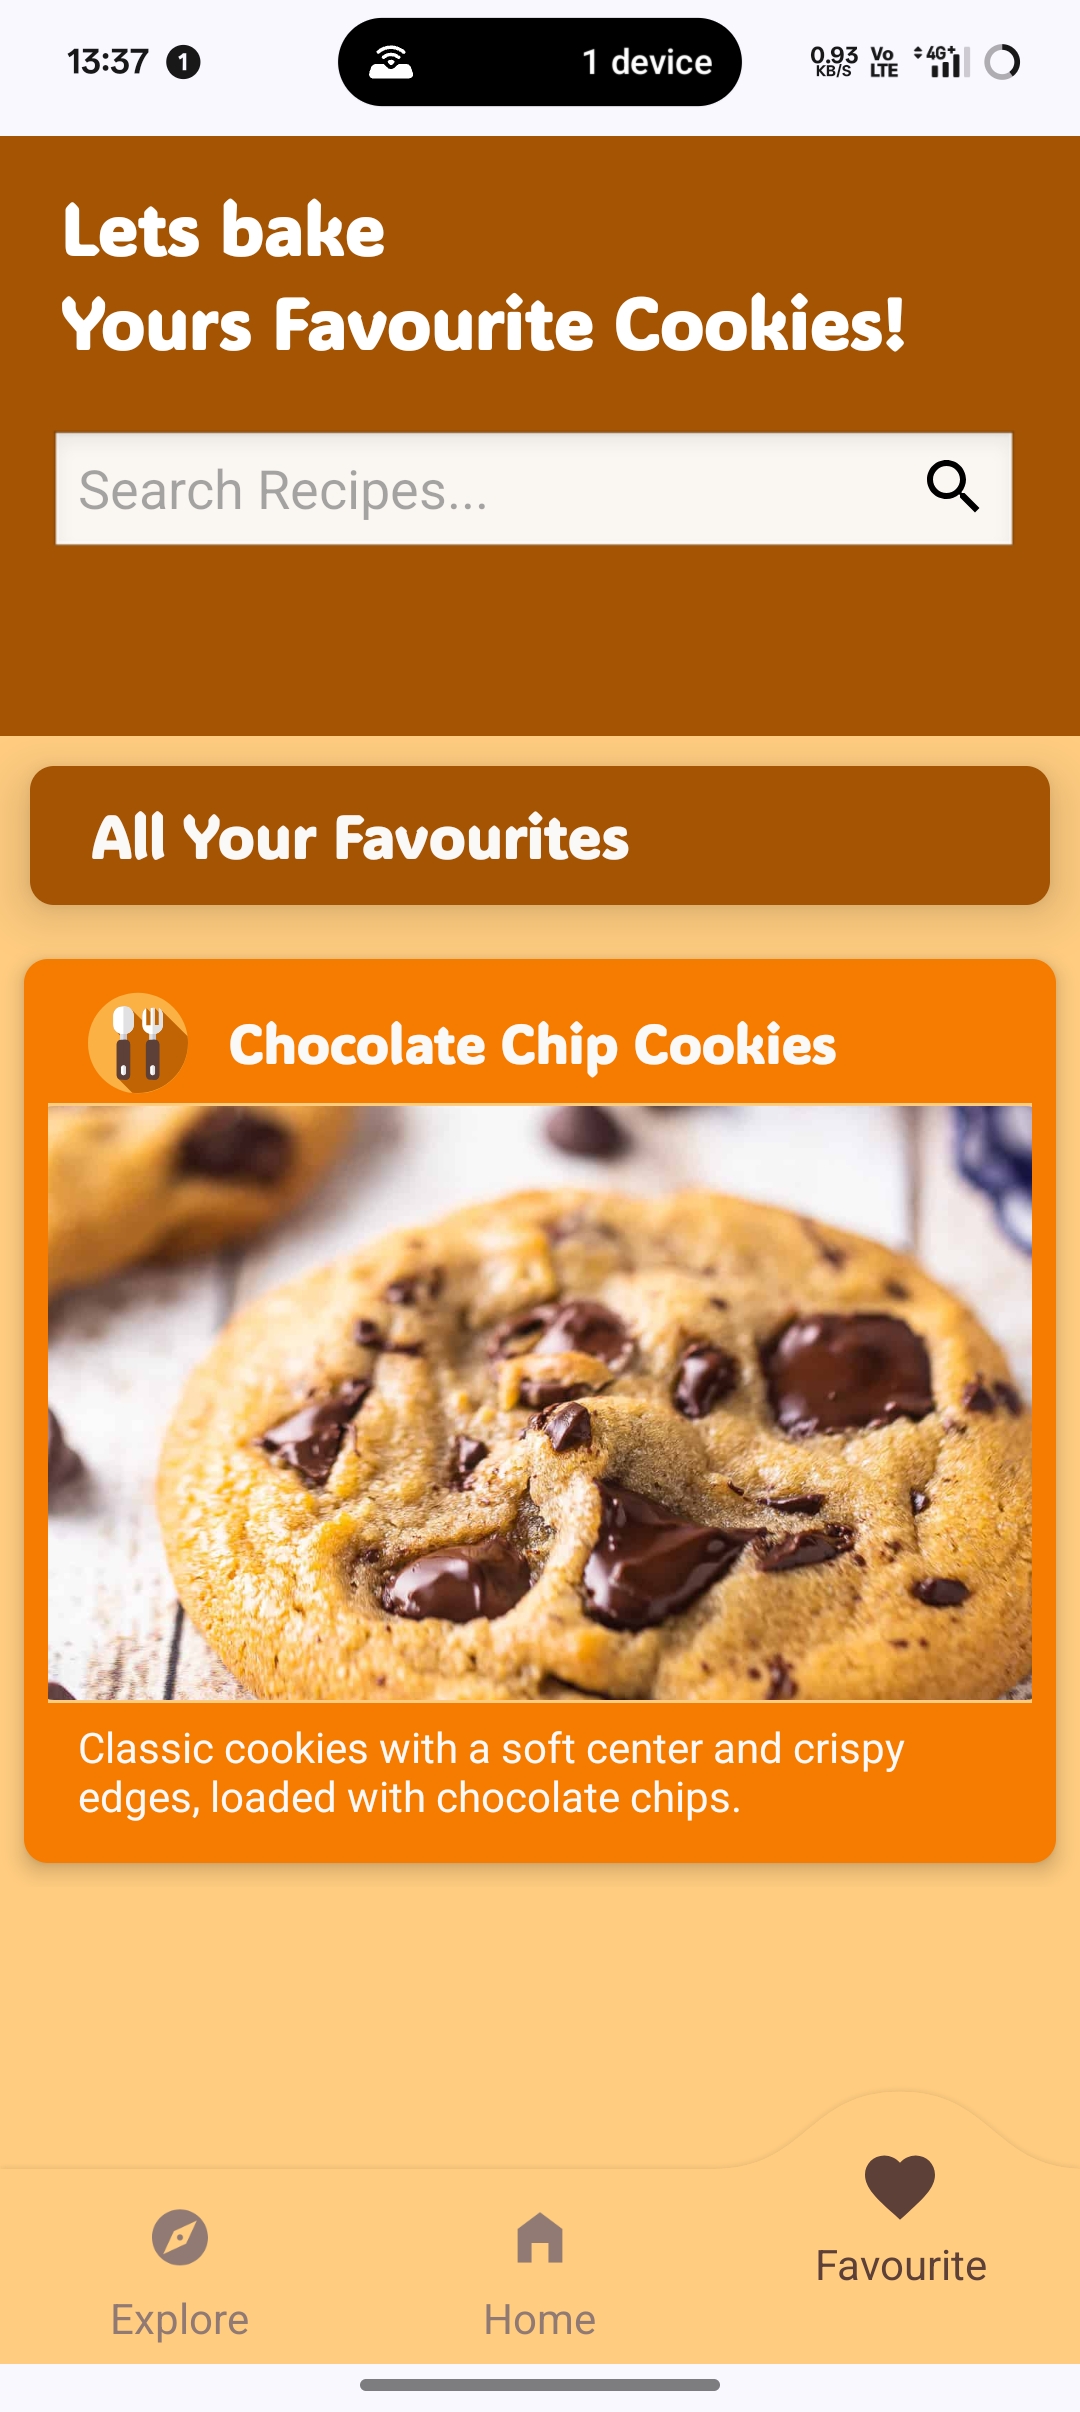 13:37 1
1 device
0.93 KB/S Vo LTE 4G+
Lets bake
Yours Favourite Cookies!
Search Recipes...
All Your Favourites
Chocolate Chip Cookies
Classic cookies with a soft center and crispy
edges, loaded with chocolate chips.
Explore
Home
Favourite